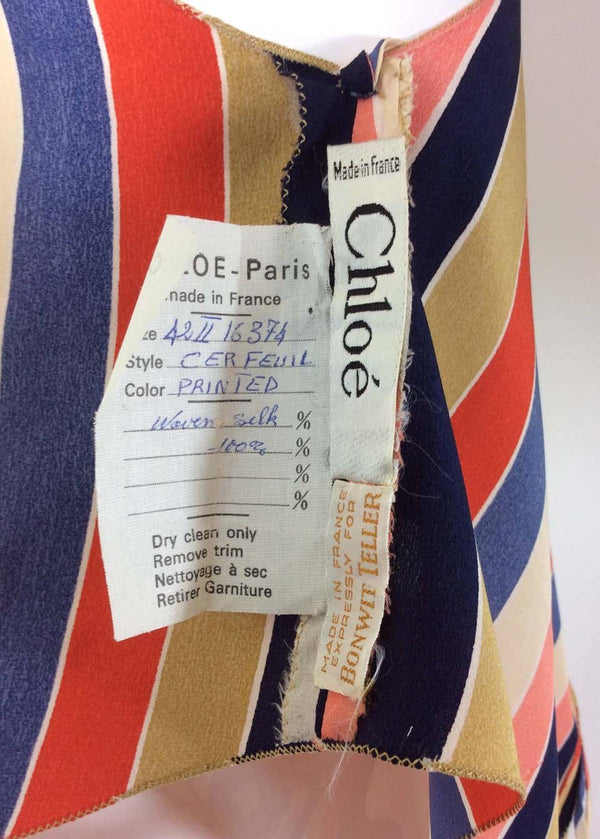 Made in France
Chloé
LOE-Paris
made in France
42 II 16374
Style CERFEUIL
Color PRINTED
Woven silk %
100% %
%
%
Dry clean only
Remove trim
Nettoyage à sec
Retirer Garniture
MADE IN FRANCE
EXPRESSLY FOR
BONWIT TELLER